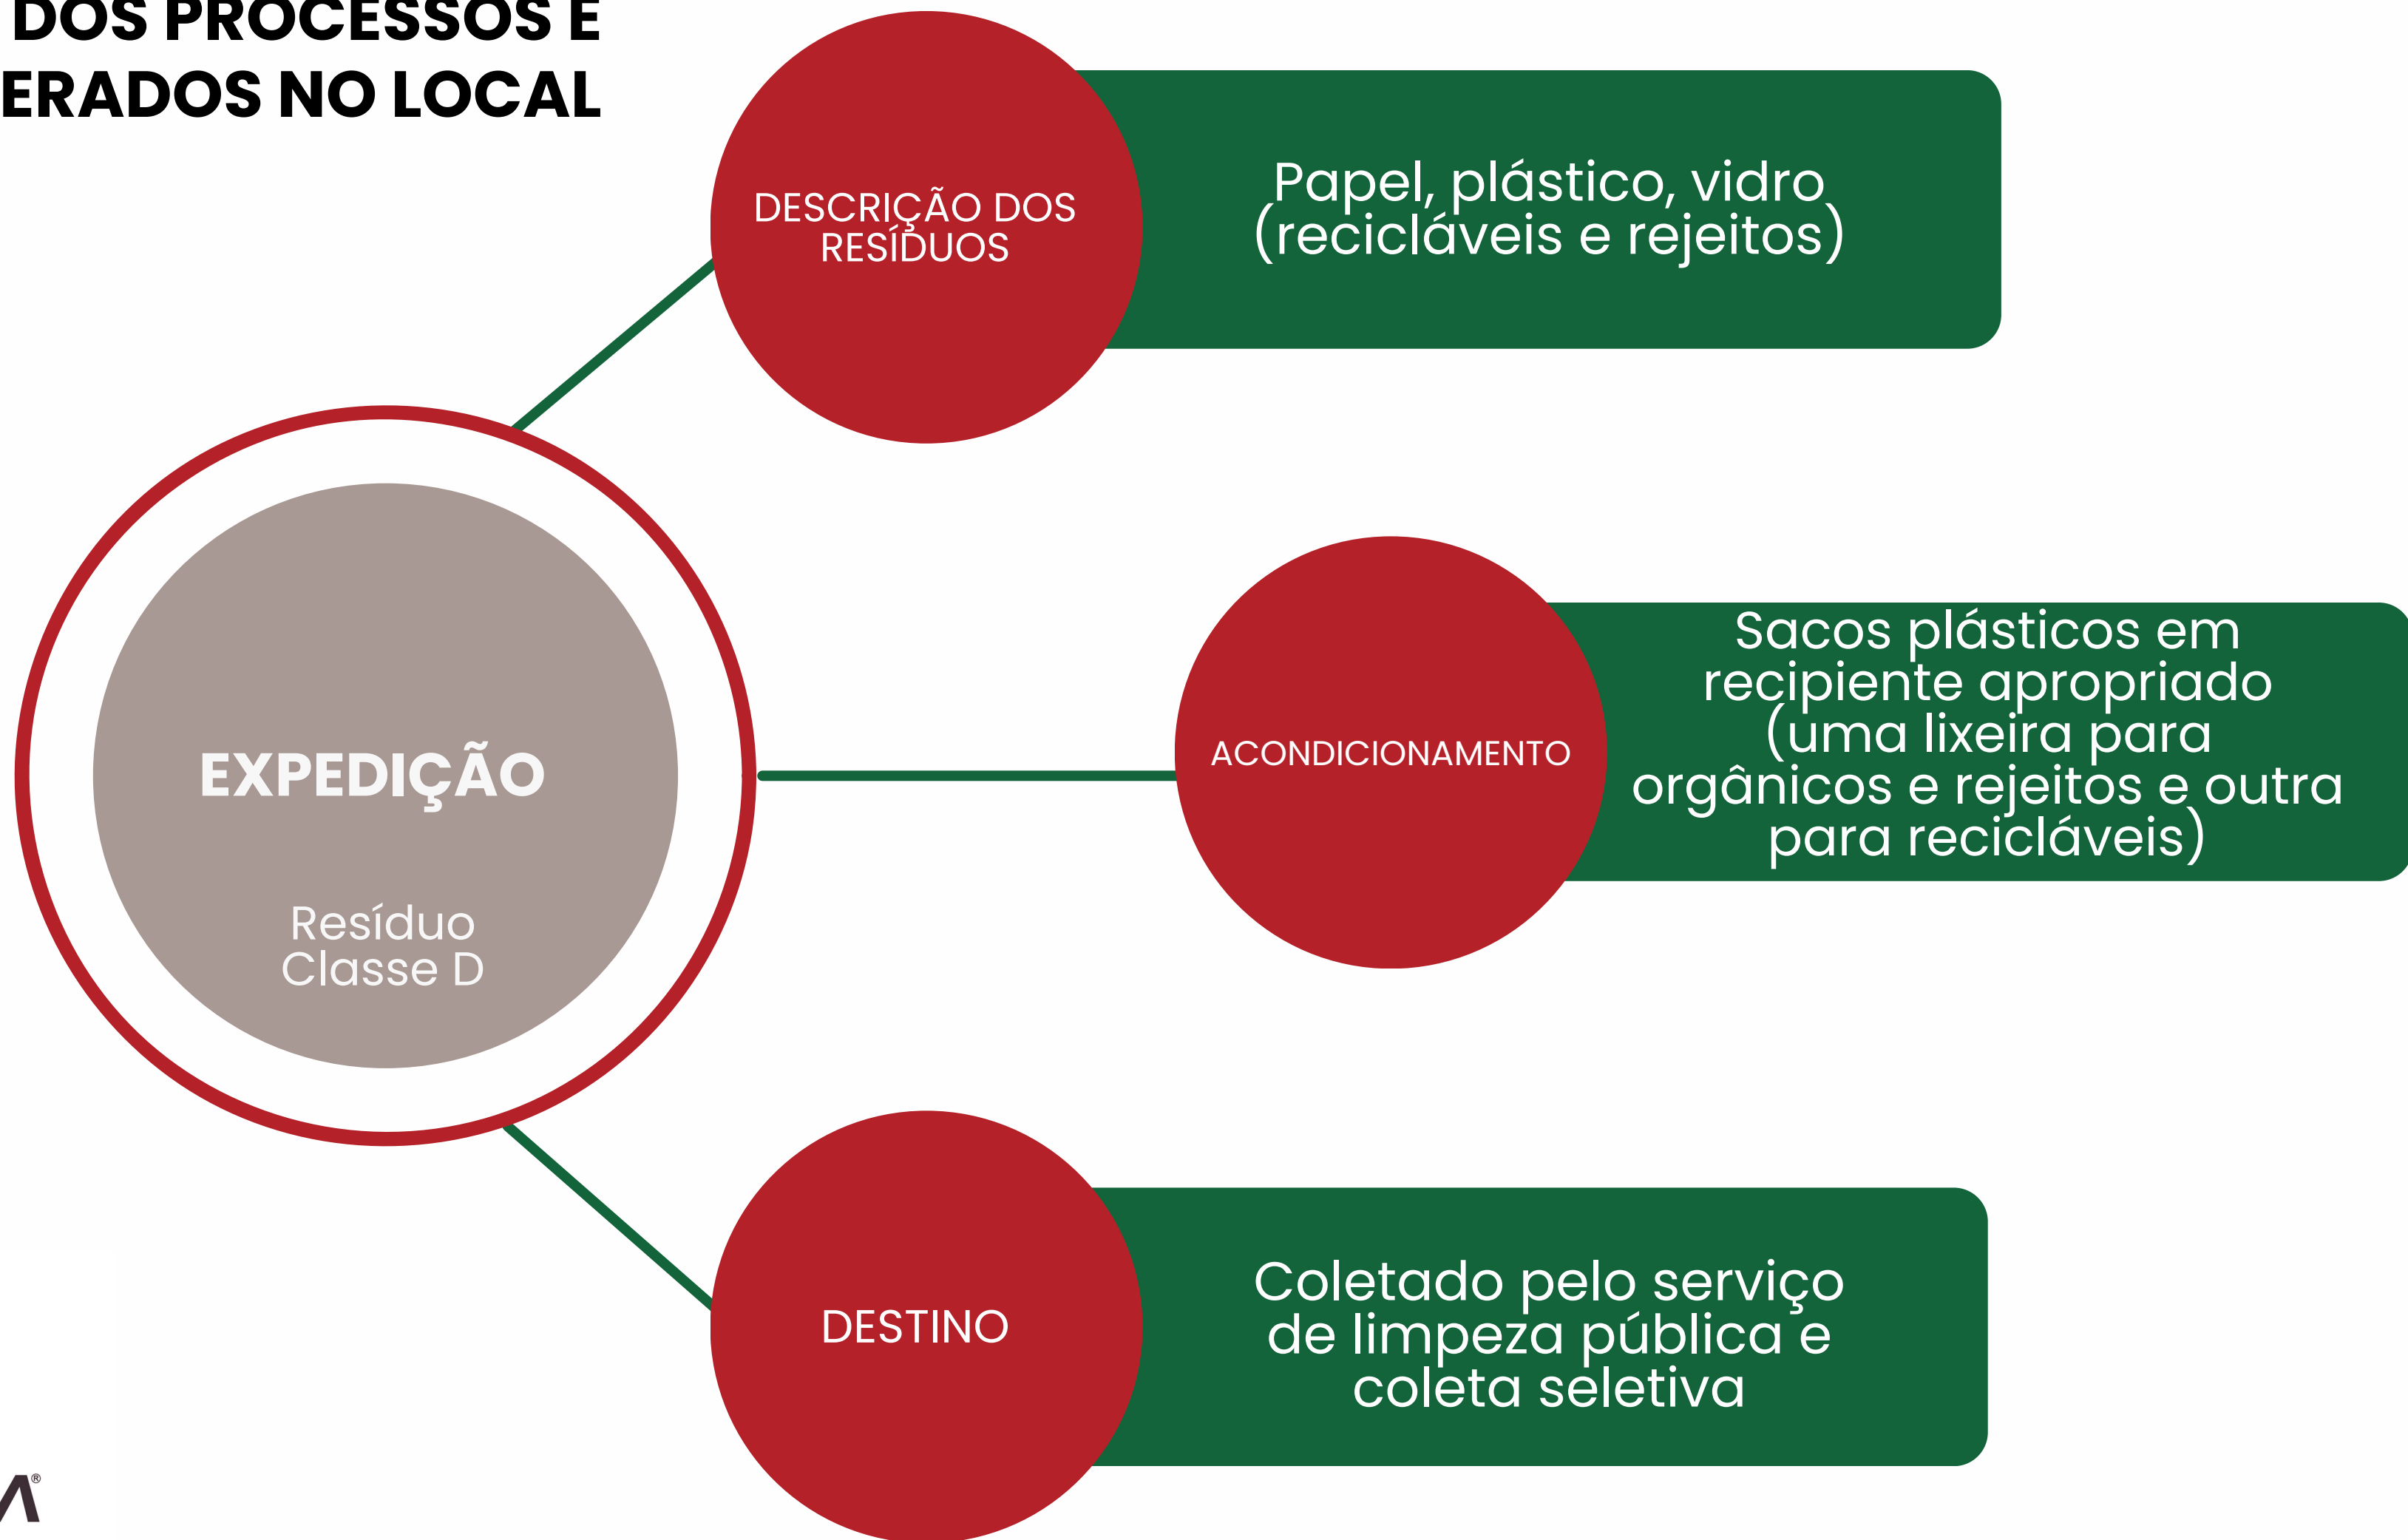 DOS PROCESSOS E
ERADOS NO LOCAL
DESCRIÇÃO DOS
RESÍDUOS
Papel, plástico, vidro
(recicláveis e rejeitos)
EXPEDIÇÃO
Resíduo
Classe D
ACONDICIONAMENTO
Sacos plásticos em
recipiente apropriado
(uma lixeira para
orgânicos e rejeitos e outra
para recicláveis)
DESTINO
Coletado pelo serviço
de limpeza pública e
coleta seletiva